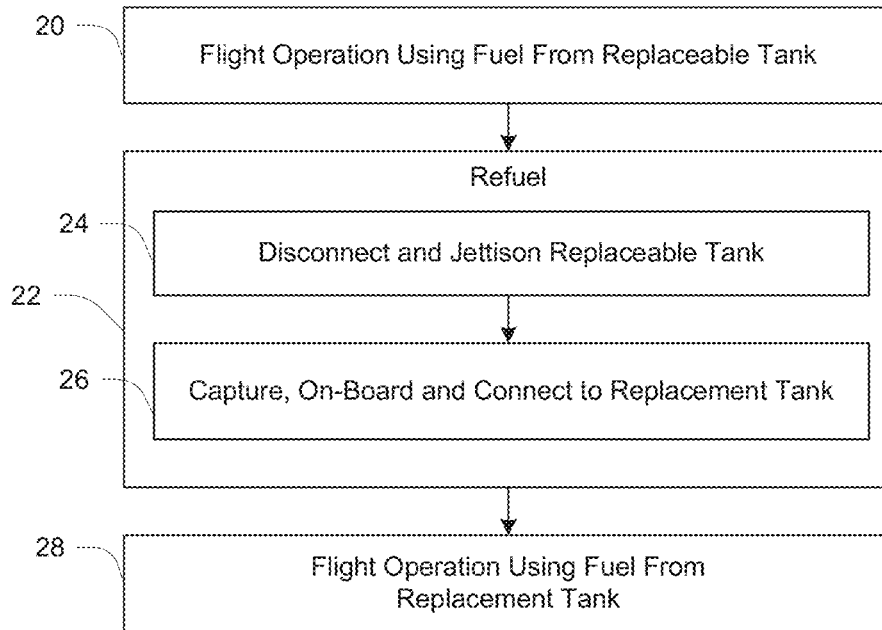 20
Flight Operation Using Fuel From Replaceable Tank
Refuel
24
Disconnect and Jettison Replaceable Tank
22
26
Capture, On-Board and Connect to Replacement Tank
28
Flight Operation Using Fuel From
Replacement Tank